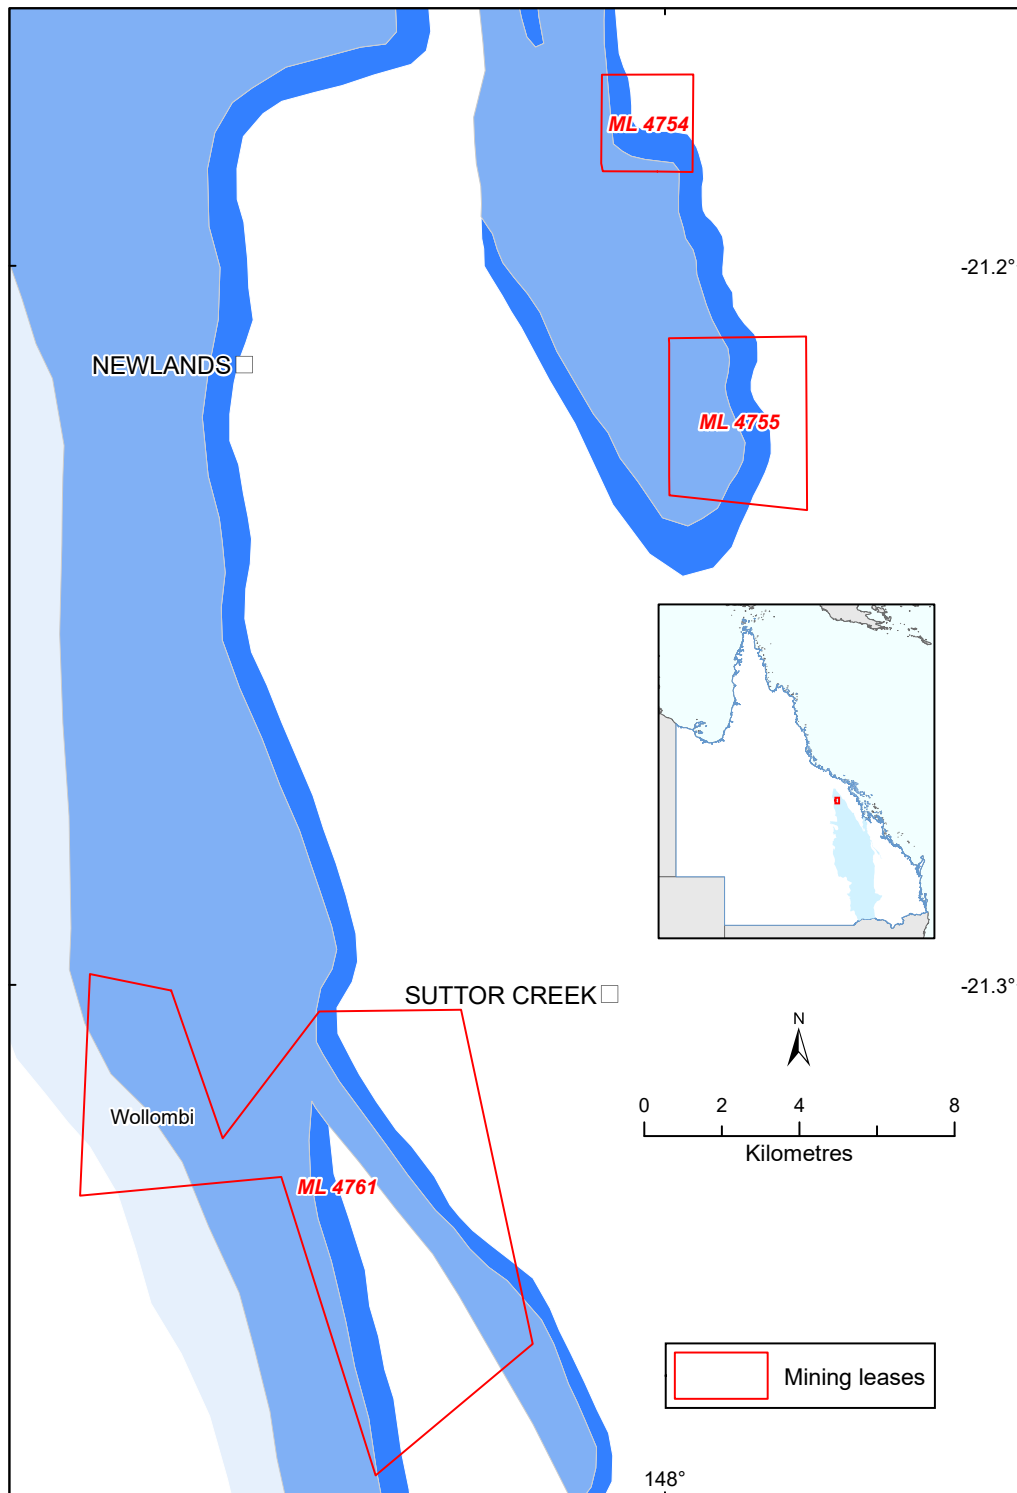 ML 4754
-21.2°
NEWLANDS
ML 4755
SUTTOR CREEK
-21.3°
N
Wollombi
0 2 4 8
Kilometres
ML 4761
Mining leases
148°